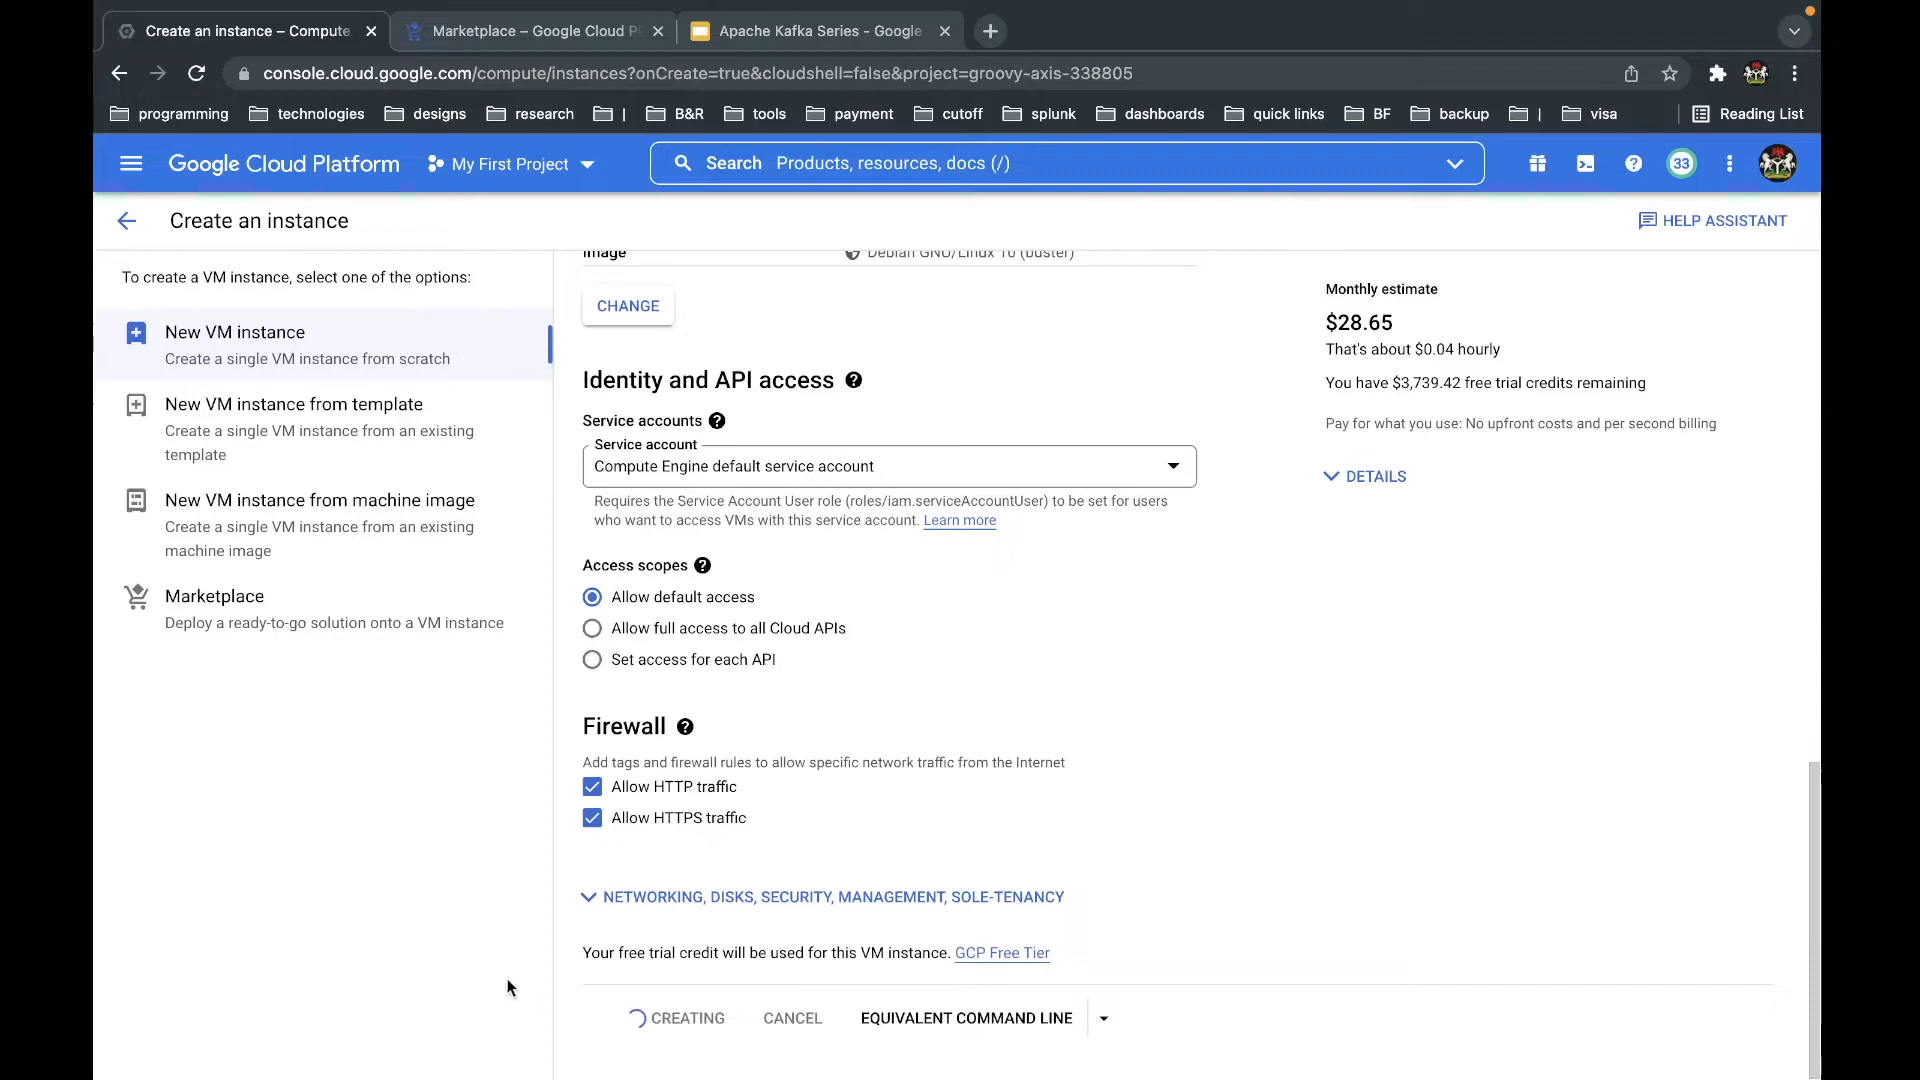 Create an instance – Compute
Marketplace – Google Cloud Pl
Apache Kafka Series - Google
console.cloud.google.com/compute/instances?onCreate=true&cloudshell=false&project=groovy-axis-338805
programming
technologies
designs
research
|
B&R
tools
payment
cutoff
splunk
dashboards
quick links
BF
backup
|
visa
Reading List
Google Cloud Platform
My First Project
Search Products, resources, docs (/)
33
Create an instance
HELP ASSISTANT
To create a VM instance, select one of the options:
New VM instance
Create a single VM instance from scratch
New VM instance from template
Create a single VM instance from an existing
template
New VM instance from machine image
Create a single VM instance from an existing
machine image
Marketplace
Deploy a ready-to-go solution onto a VM instance
Image
Debian GNU/Linux 10 (buster)
CHANGE
Identity and API access
Service accounts
Service account
Compute Engine default service account
Requires the Service Account User role (roles/iam.serviceAccountUser) to be set for users
who want to access VMs with this service account. Learn more
Access scopes
Allow default access
Allow full access to all Cloud APIs
Set access for each API
Firewall
Add tags and firewall rules to allow specific network traffic from the Internet
Allow HTTP traffic
Allow HTTPS traffic
NETWORKING, DISKS, SECURITY, MANAGEMENT, SOLE-TENANCY
Your free trial credit will be used for this VM instance. GCP Free Tier
CREATING
CANCEL
EQUIVALENT COMMAND LINE
Monthly estimate
$28.65
That's about $0.04 hourly
You have $3,739.42 free trial credits remaining
Pay for what you use: No upfront costs and per second billing
DETAILS